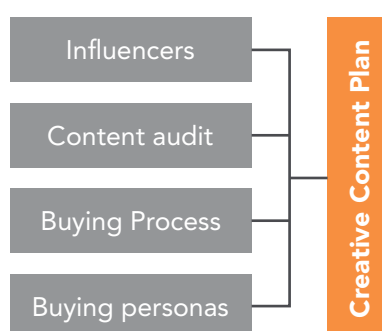 Influencers
Content audit
Buying Process
Buying personas
Creative Content Plan